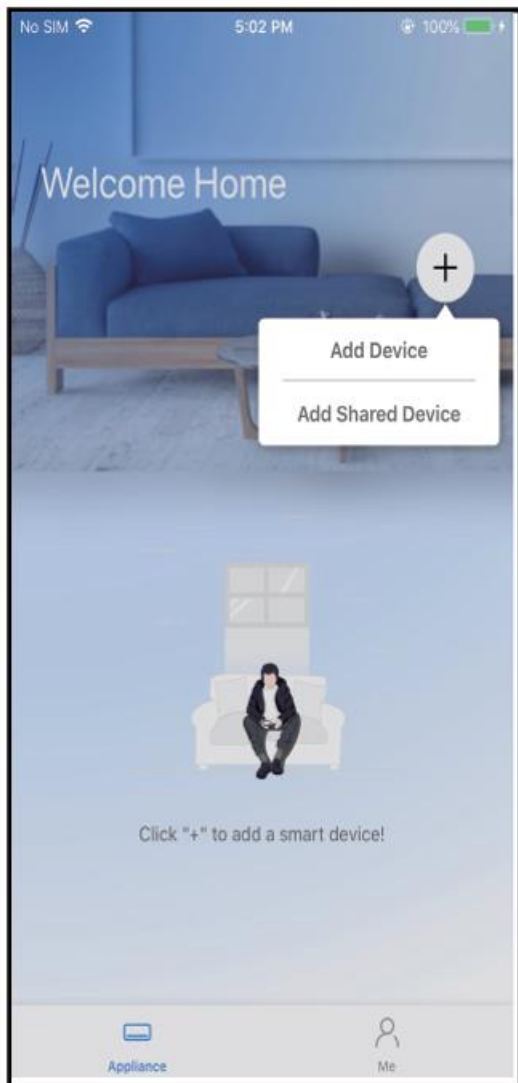 No SIM 5:02 PM 100%
Welcome Home
+
Add Device
Add Shared Device
Click "+" to add a smart device!
Appliance Me